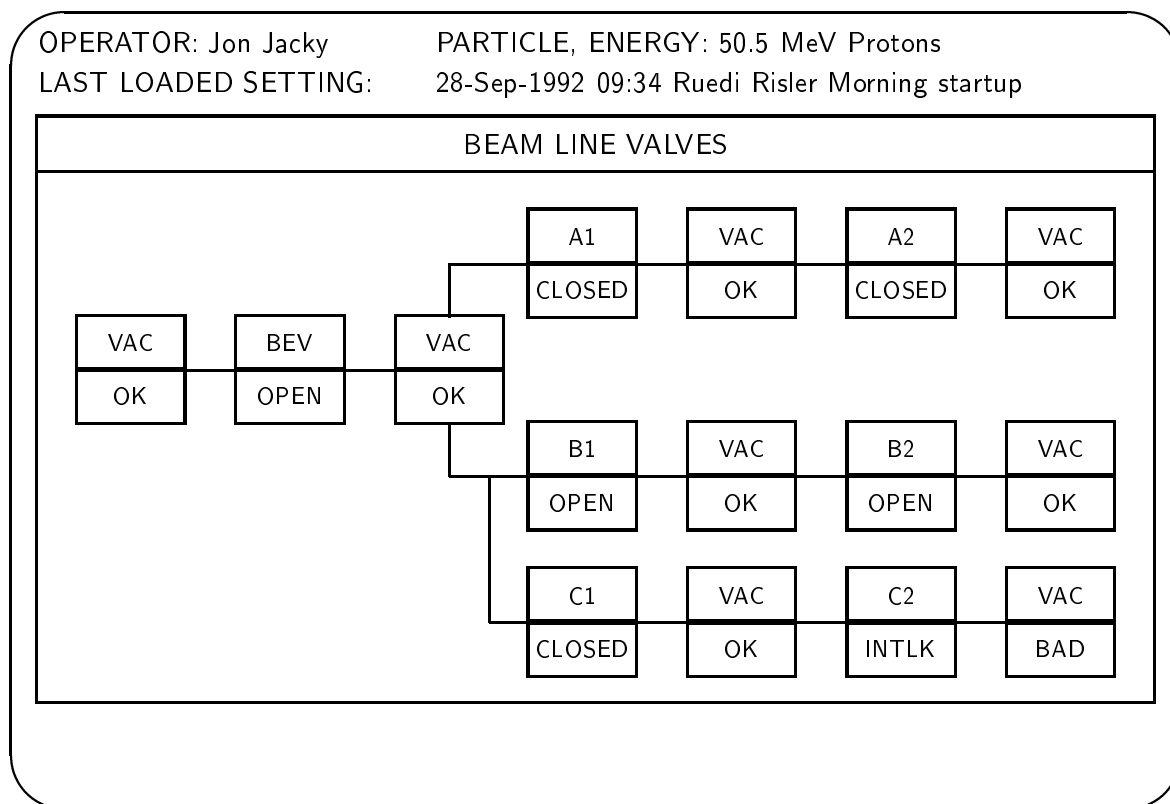 OPERATOR: Jon Jacky PARTICLE, ENERGY: 50.5 MeV Protons
LAST LOADED SETTING: 28-Sep-1992 09:34 Ruedi Risler Morning startup
BEAM LINE VALVES
A1 VAC A2 VAC
CLOSED OK CLOSED OK
VAC BEV VAC
OK OPEN OK
B1 VAC B2 VAC
OPEN OK OPEN OK
C1 VAC C2 VAC
CLOSED OK INTLK BAD